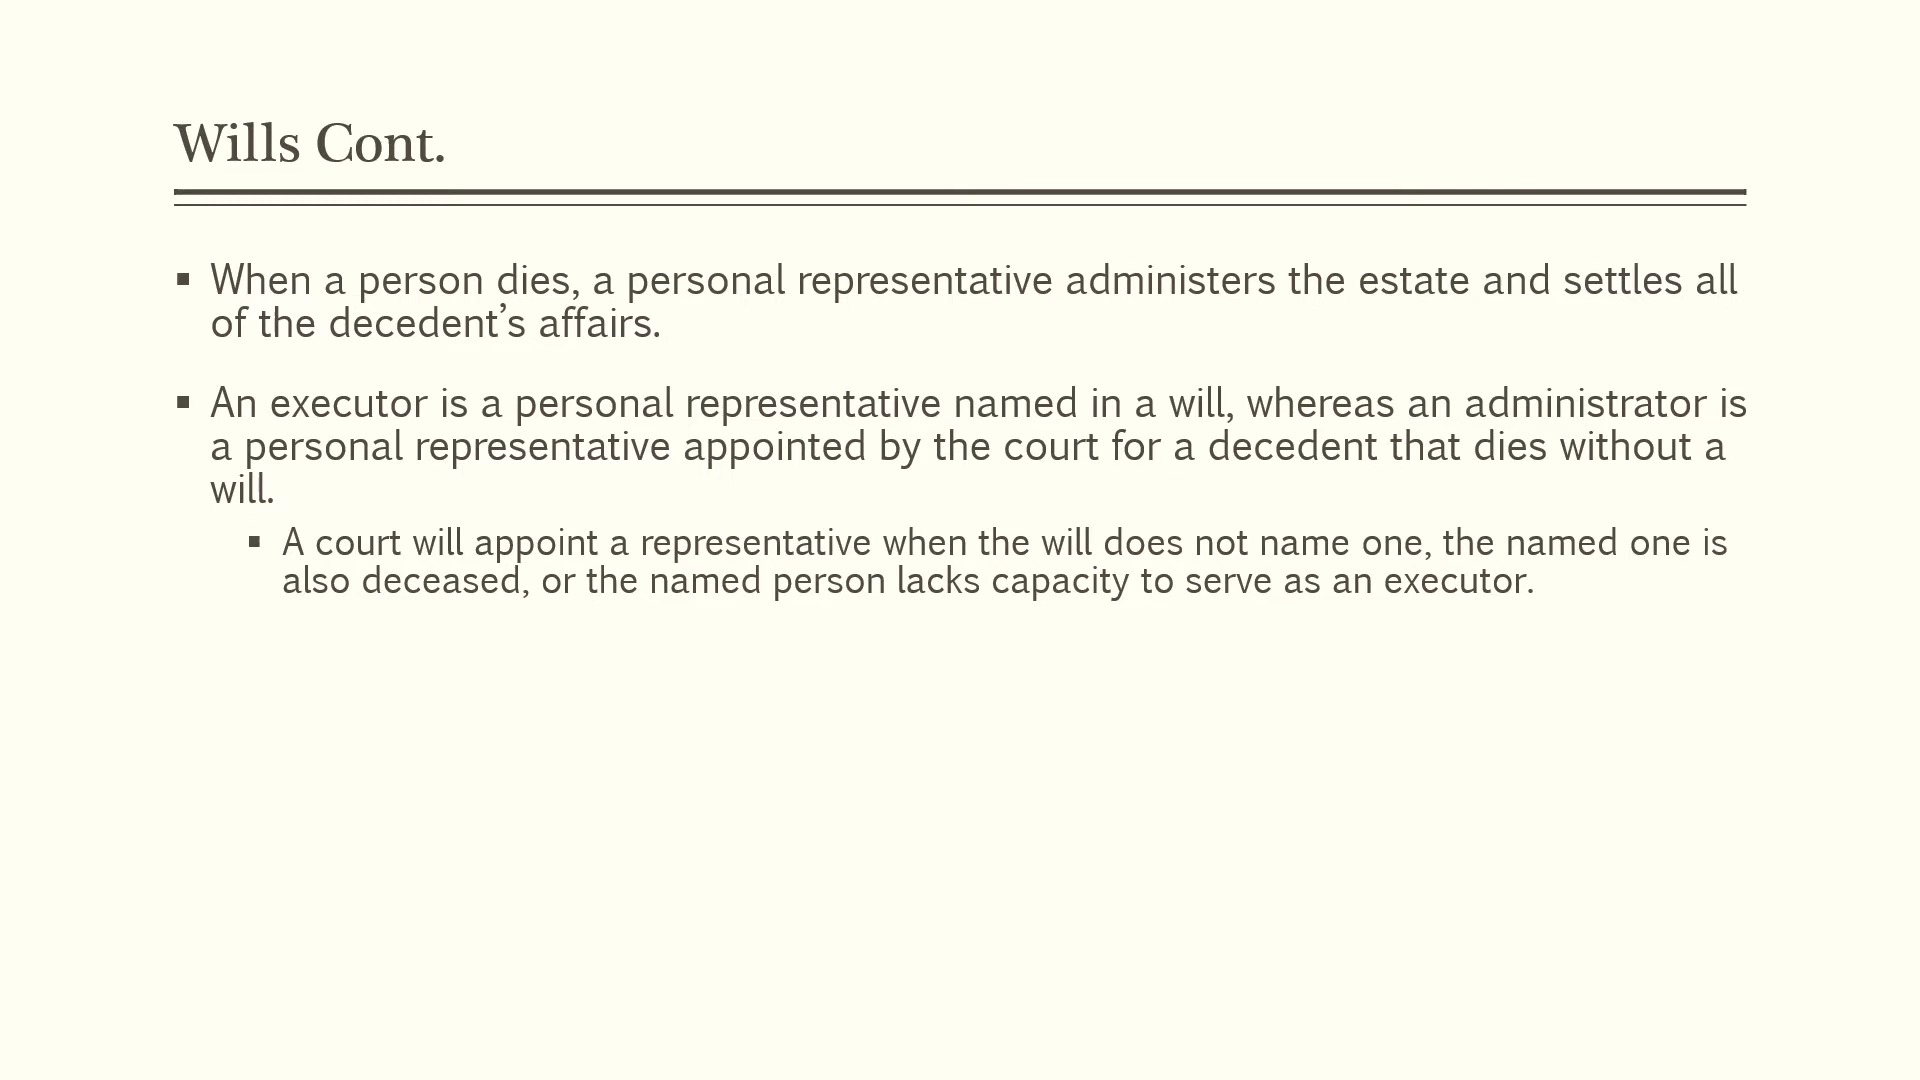 Wills Cont.
▪ When a person dies, a personal representative administers the estate and settles all
of the decedent’s affairs.
▪ An executor is a personal representative named in a will, whereas an administrator is
a personal representative appointed by the court for a decedent that dies without a
will.
▪ A court will appoint a representative when the will does not name one, the named one is
also deceased, or the named person lacks capacity to serve as an executor.